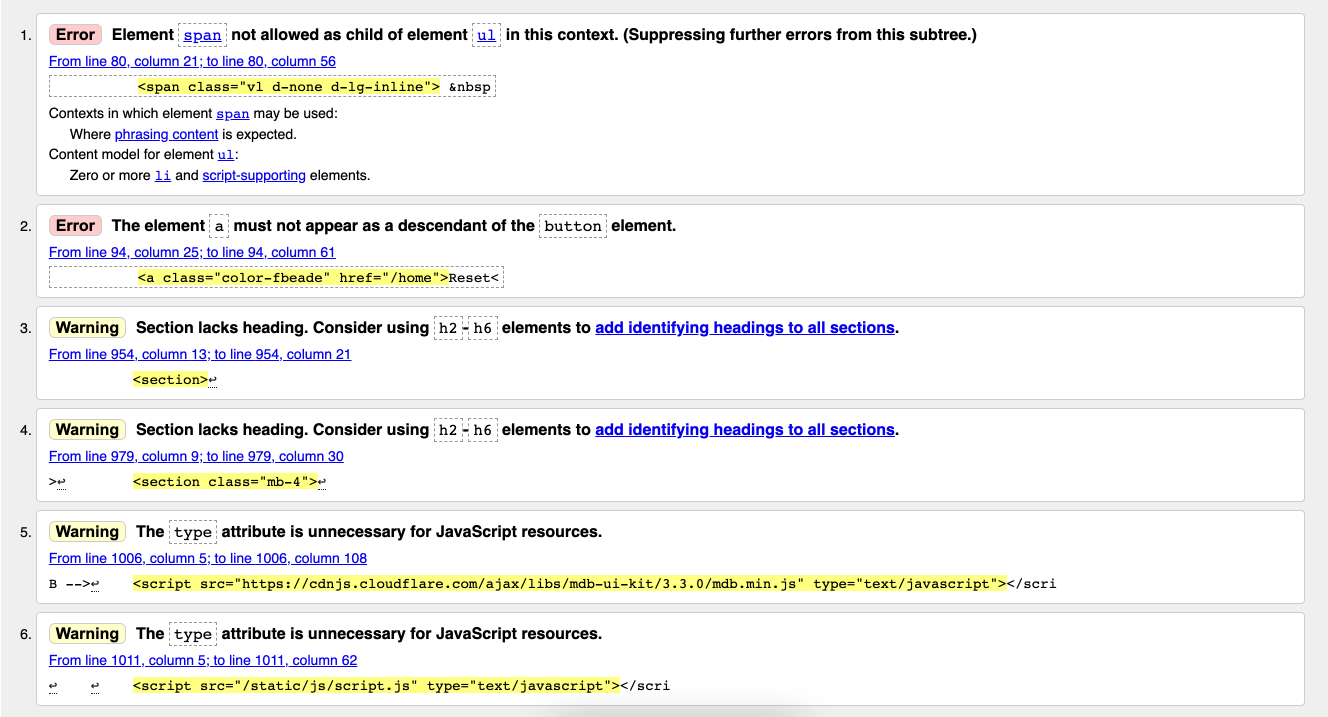 1. Error Element span not allowed as child of element ul in this context. (Suppressing further errors from this subtree.)
From line 80, column 21; to line 80, column 56
<span class="vl d-none d-lg-inline"> &nbsp
Contexts in which element span may be used:
Where phrasing content is expected.
Content model for element ul:
Zero or more li and script-supporting elements.
2. Error The element a must not appear as a descendant of the button element.
From line 94, column 25; to line 94, column 61
<a class="color-fbeade" href="/home">Reset<
3. Warning Section lacks heading. Consider using h2-h6 elements to add identifying headings to all sections.
From line 954, column 13; to line 954, column 21
<section>↩
4. Warning Section lacks heading. Consider using h2-h6 elements to add identifying headings to all sections.
From line 979, column 9; to line 979, column 30
>↩ <section class="mb-4">↩
5. Warning The type attribute is unnecessary for JavaScript resources.
From line 1006, column 5; to line 1006, column 108
B -->↩ <script src="https://cdnjs.cloudflare.com/ajax/libs/mdb-ui-kit/3.3.0/mdb.min.js" type="text/javascript"></scri
6. Warning The type attribute is unnecessary for JavaScript resources.
From line 1011, column 5; to line 1011, column 62
↩ ↩ <script src="/static/js/script.js" type="text/javascript"></scri